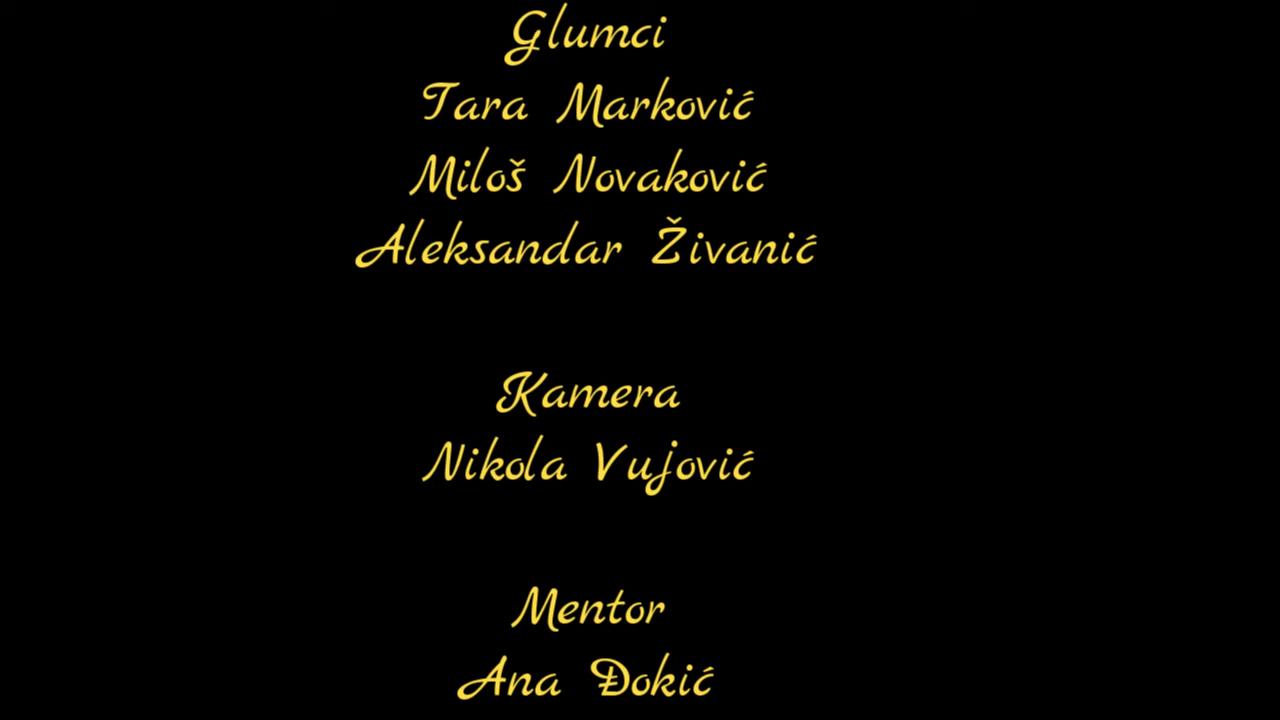 Glumci
Tara Marković
Miloš Novaković
Aleksandar Živanić
Kamera
Nikola Vujović
Mentor
Ana Đokić